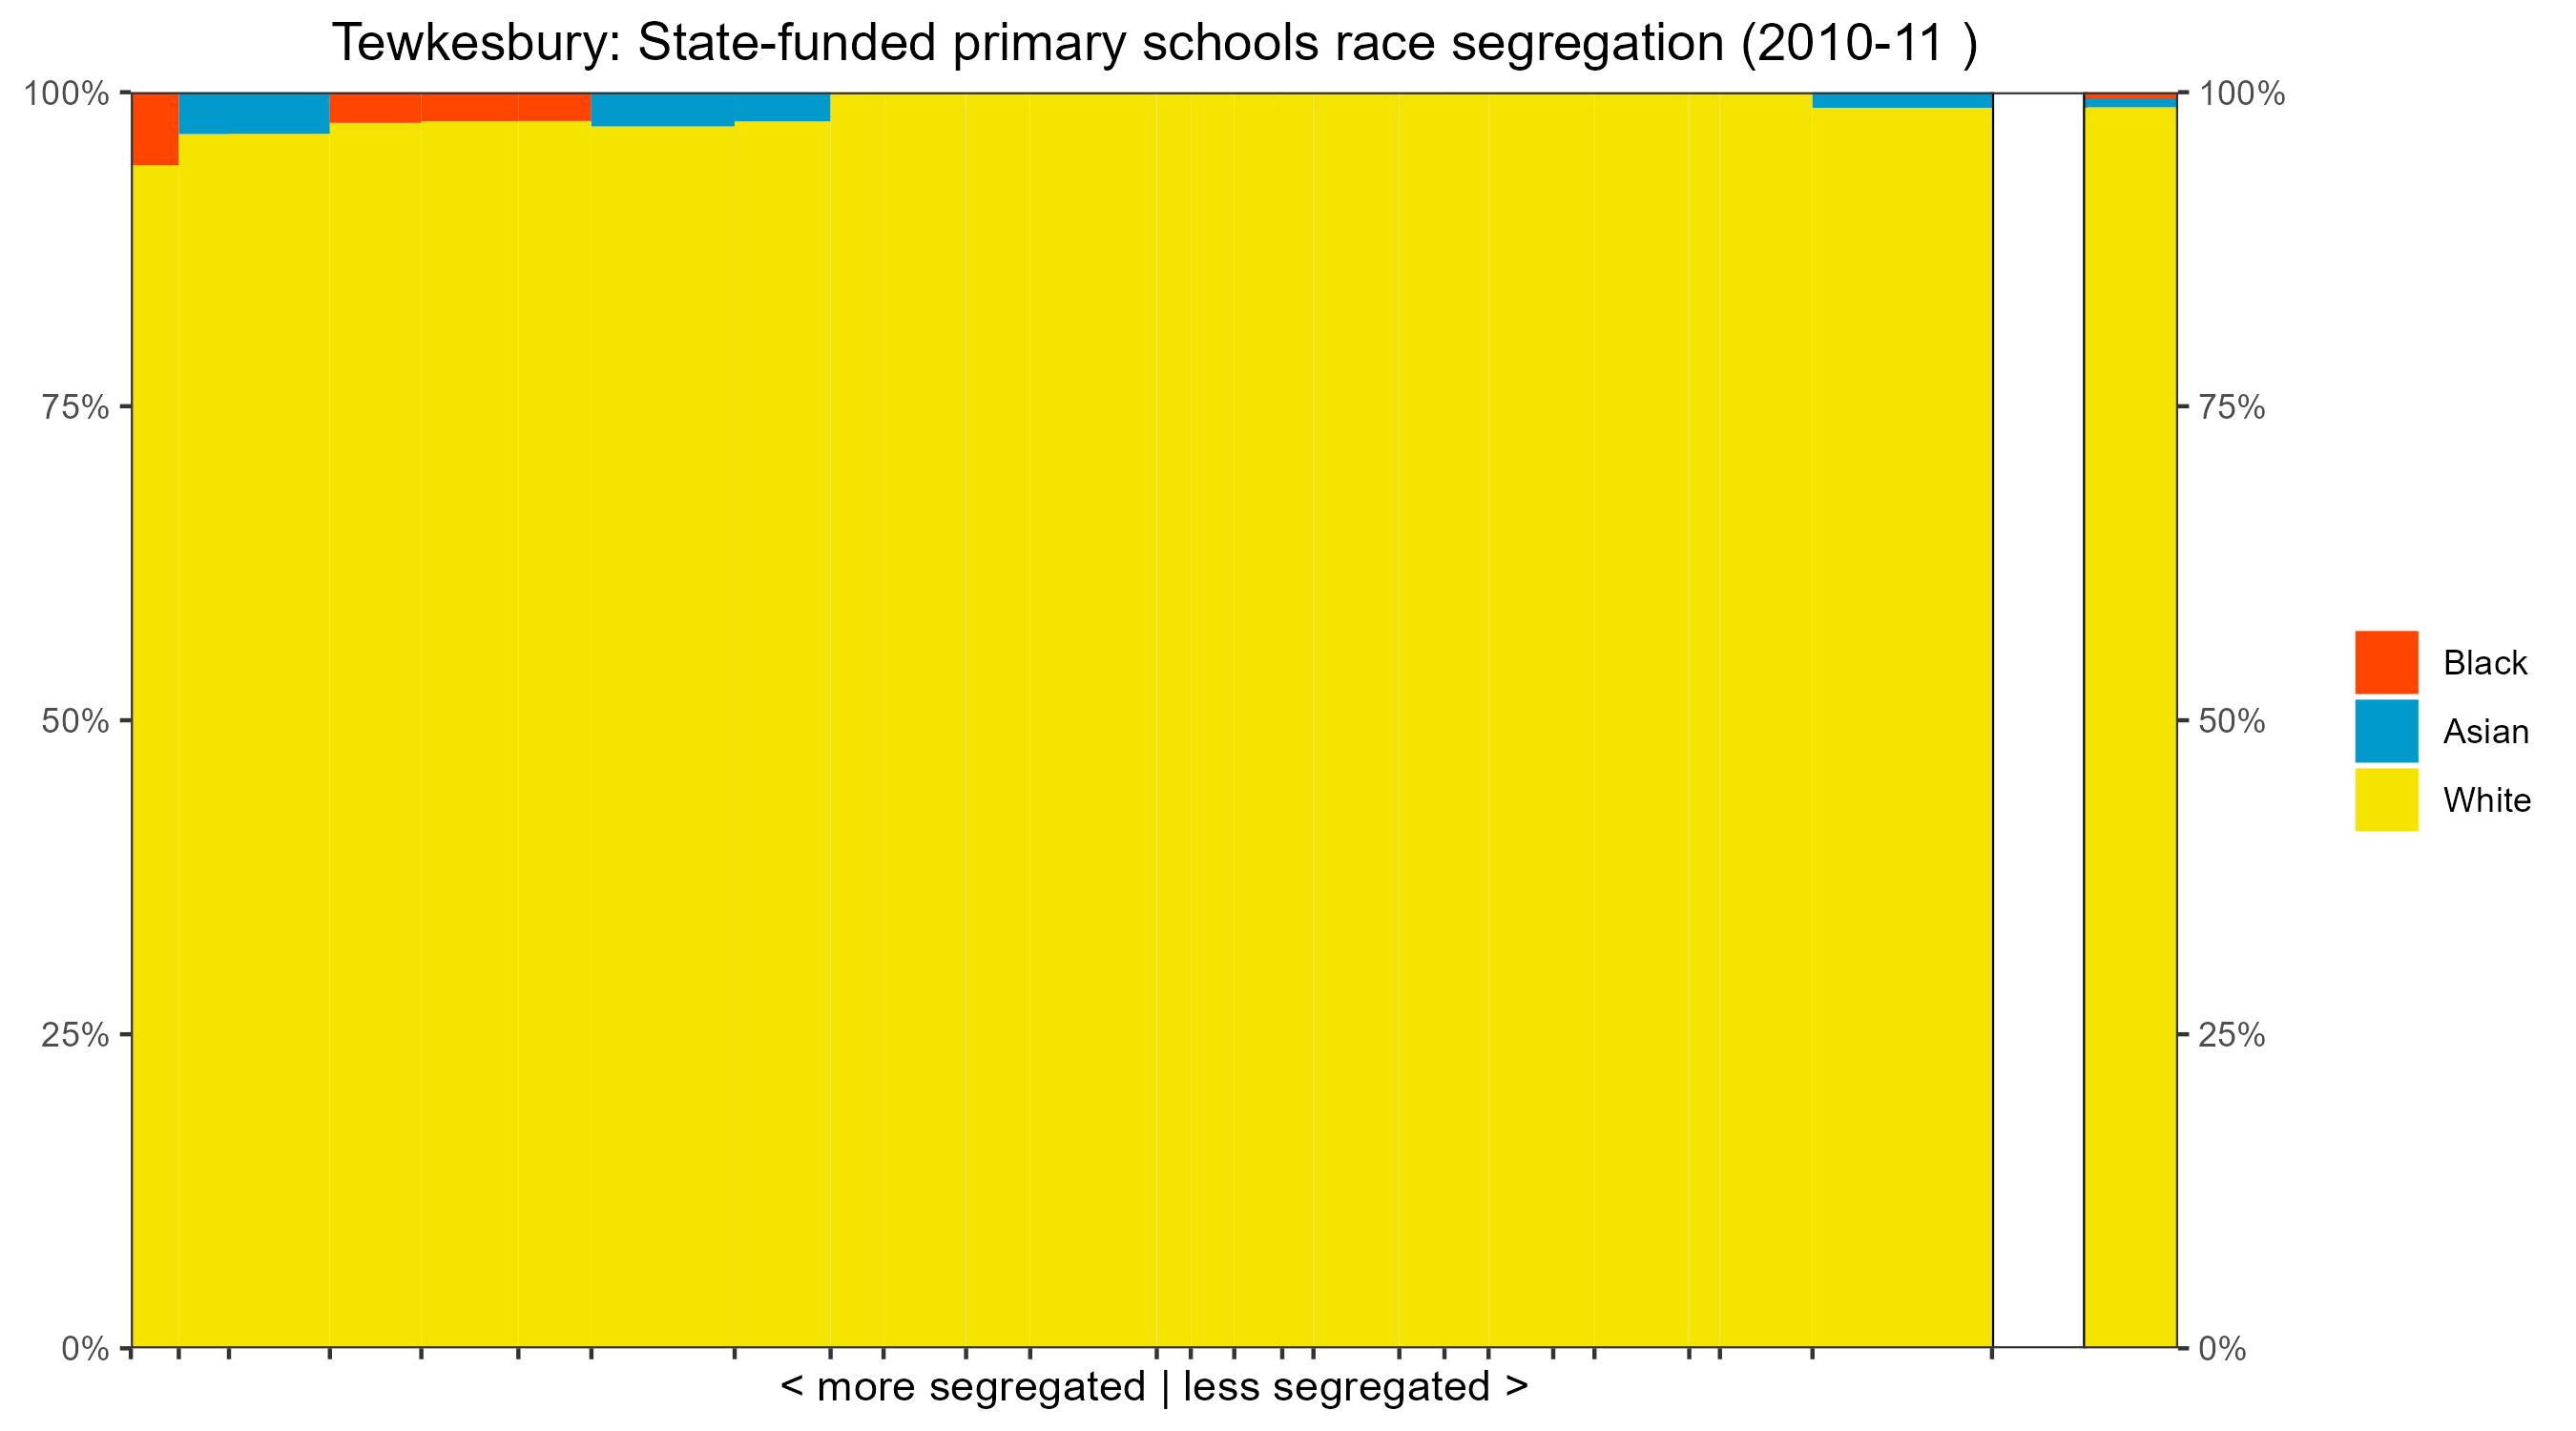 Tewkesbury: State-funded primary schools race segregation (2010-11 )
100%
75%
50%
25%
0%
100%
75%
50%
25%
0%
Black
Asian
White
< more segregated | less segregated >